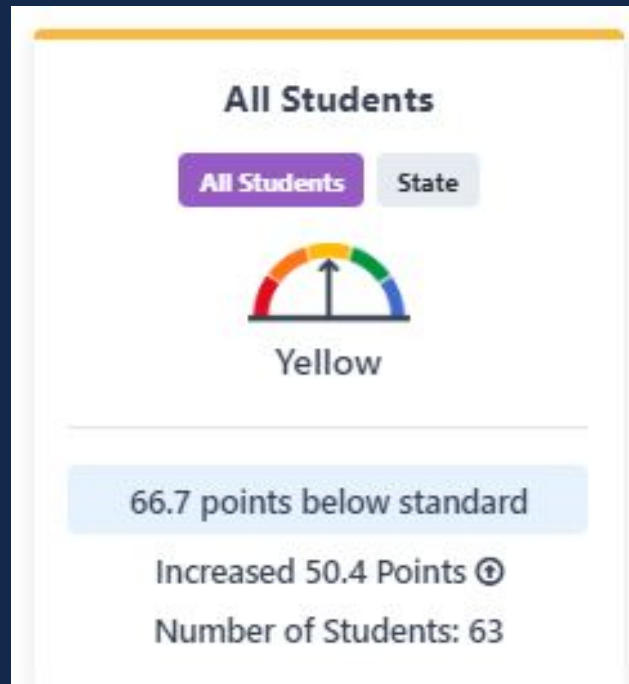 All Students
All Students State
Yellow
66.7 points below standard
Increased 50.4 Points
Number of Students: 63